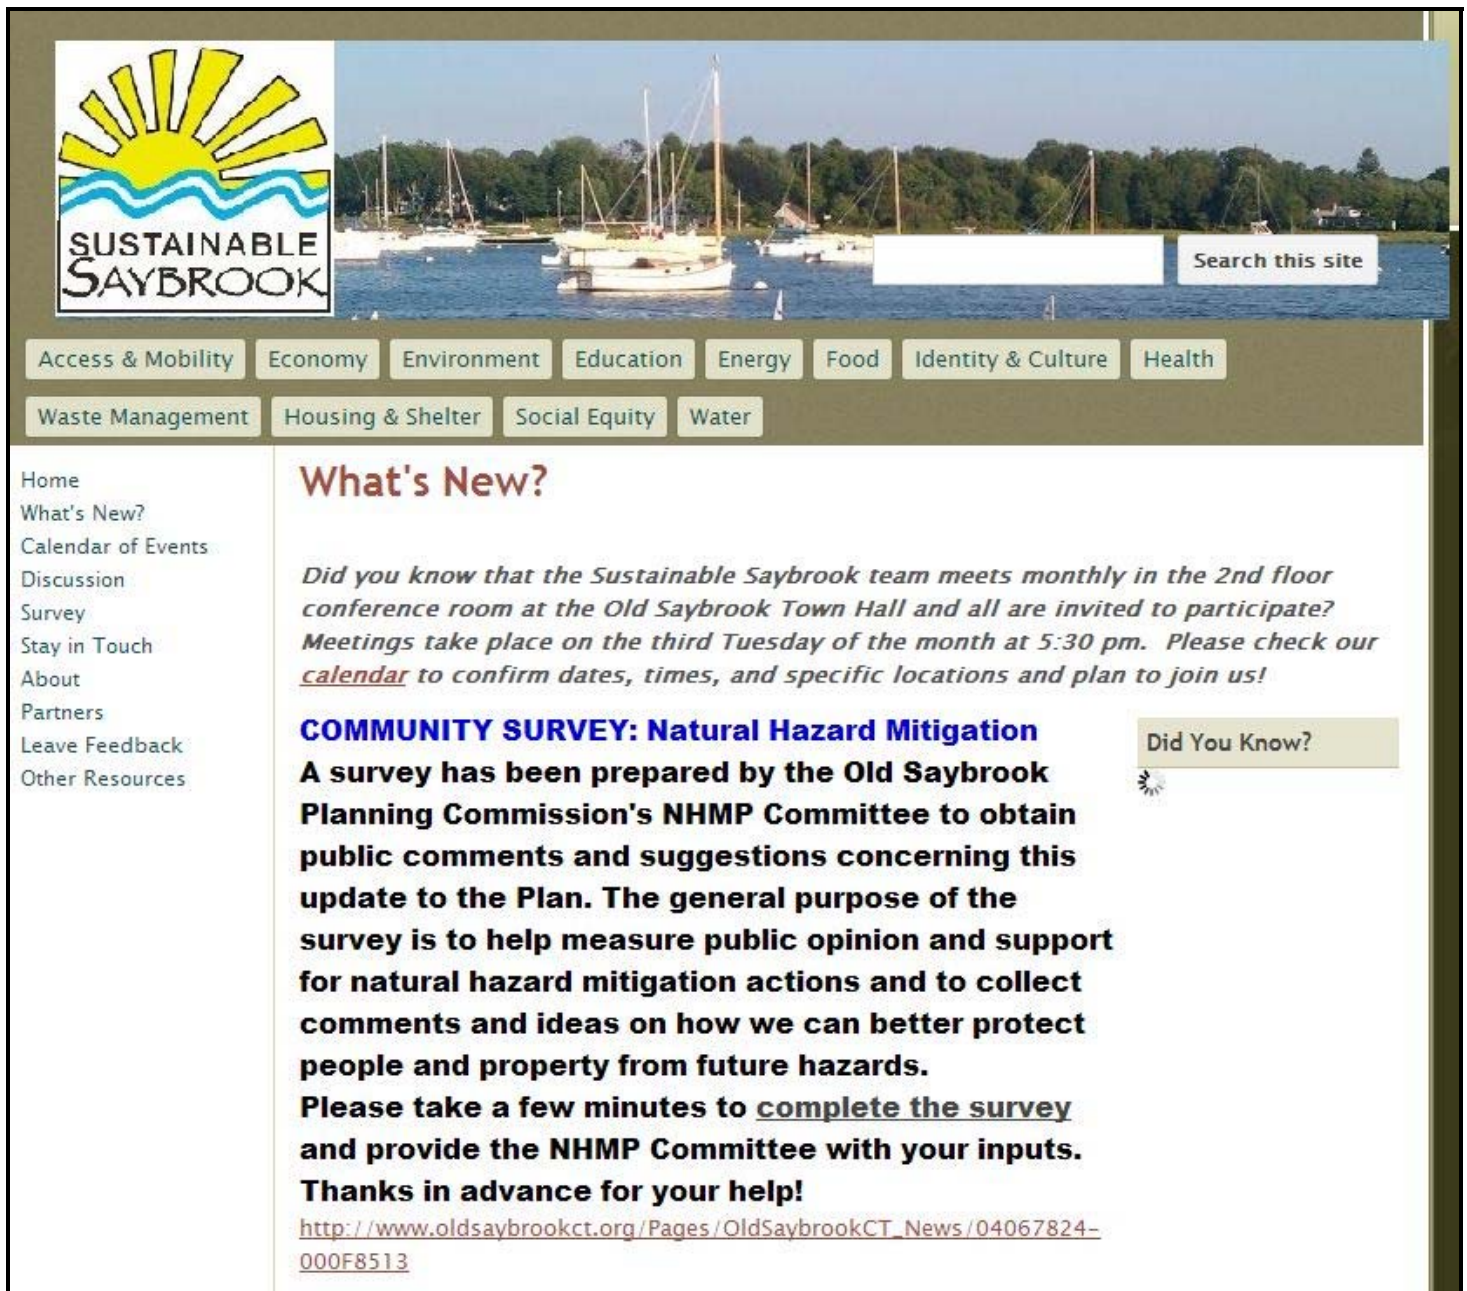 SUSTAINABLE
SAYBROOK
Search this site
Access & Mobility Economy Environment Education Energy Food Identity & Culture Health
Waste Management Housing & Shelter Social Equity Water
Home
What's New?
Calendar of Events
Discussion
Survey
Stay in Touch
About
Partners
Leave Feedback
Other Resources
What's New?
Did you know that the Sustainable Saybrook team meets monthly in the 2nd floor
conference room at the Old Saybrook Town Hall and all are invited to participate?
Meetings take place on the third Tuesday of the month at 5:30 pm. Please check our
calendar to confirm dates, times, and specific locations and plan to join us!
COMMUNITY SURVEY: Natural Hazard Mitigation
A survey has been prepared by the Old Saybrook
Planning Commission's NHMP Committee to obtain
public comments and suggestions concerning this
update to the Plan. The general purpose of the
survey is to help measure public opinion and support
for natural hazard mitigation actions and to collect
comments and ideas on how we can better protect
people and property from future hazards.
Please take a few minutes to complete the survey
and provide the NHMP Committee with your inputs.
Thanks in advance for your help!
http://www.oldsaybrookct.org/Pages/OldSaybrookCT_News/04067824-
000F8513
Did You Know?